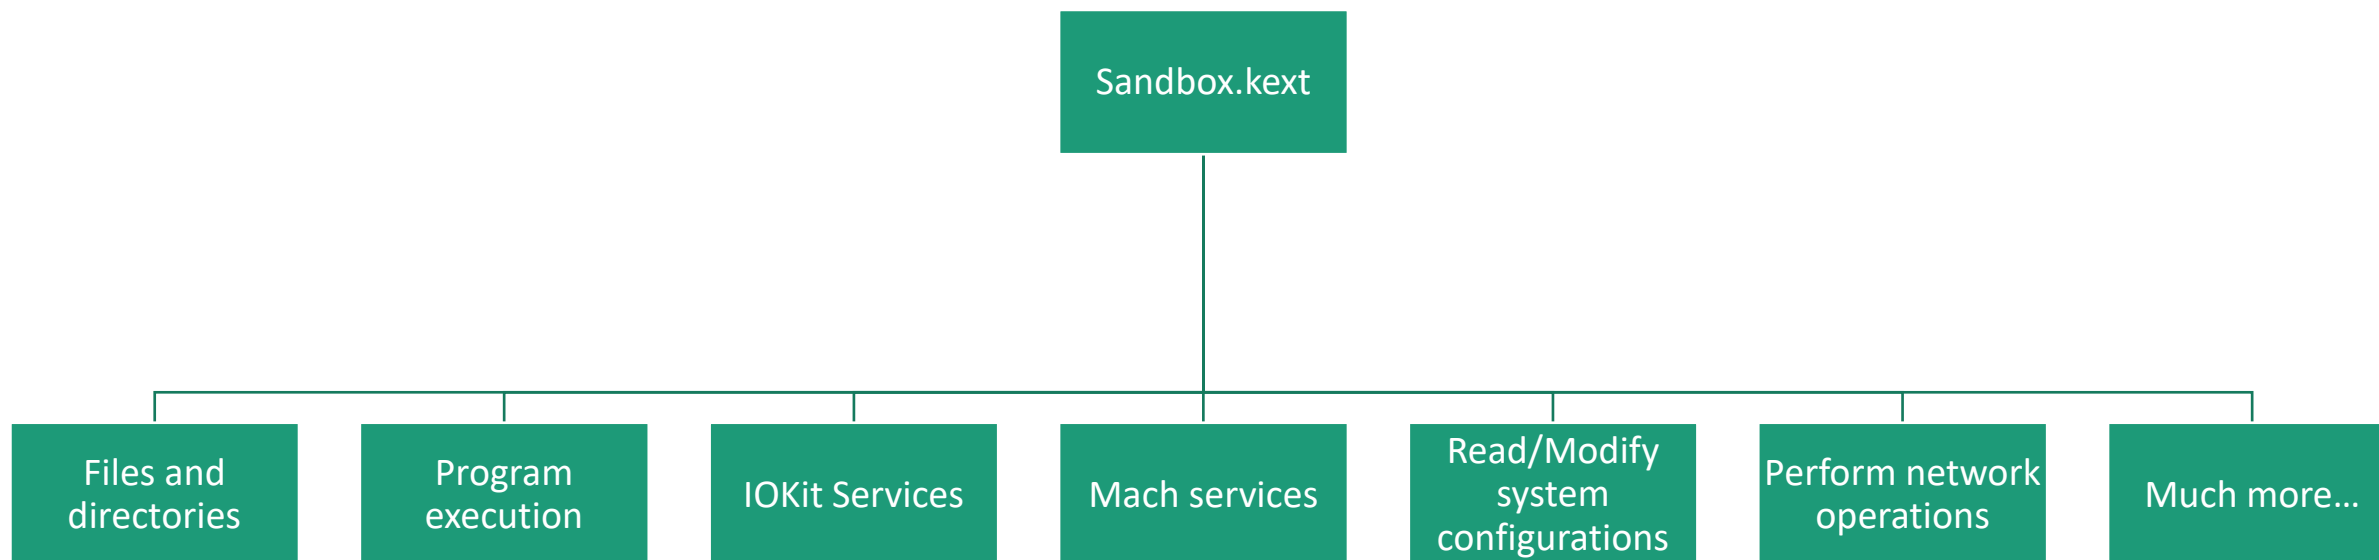 Sandbox.kext
Files and
directories
Program
execution
IOKit Services
Mach services
Read/Modify
system
configurations
Perform network
operations
Much more…